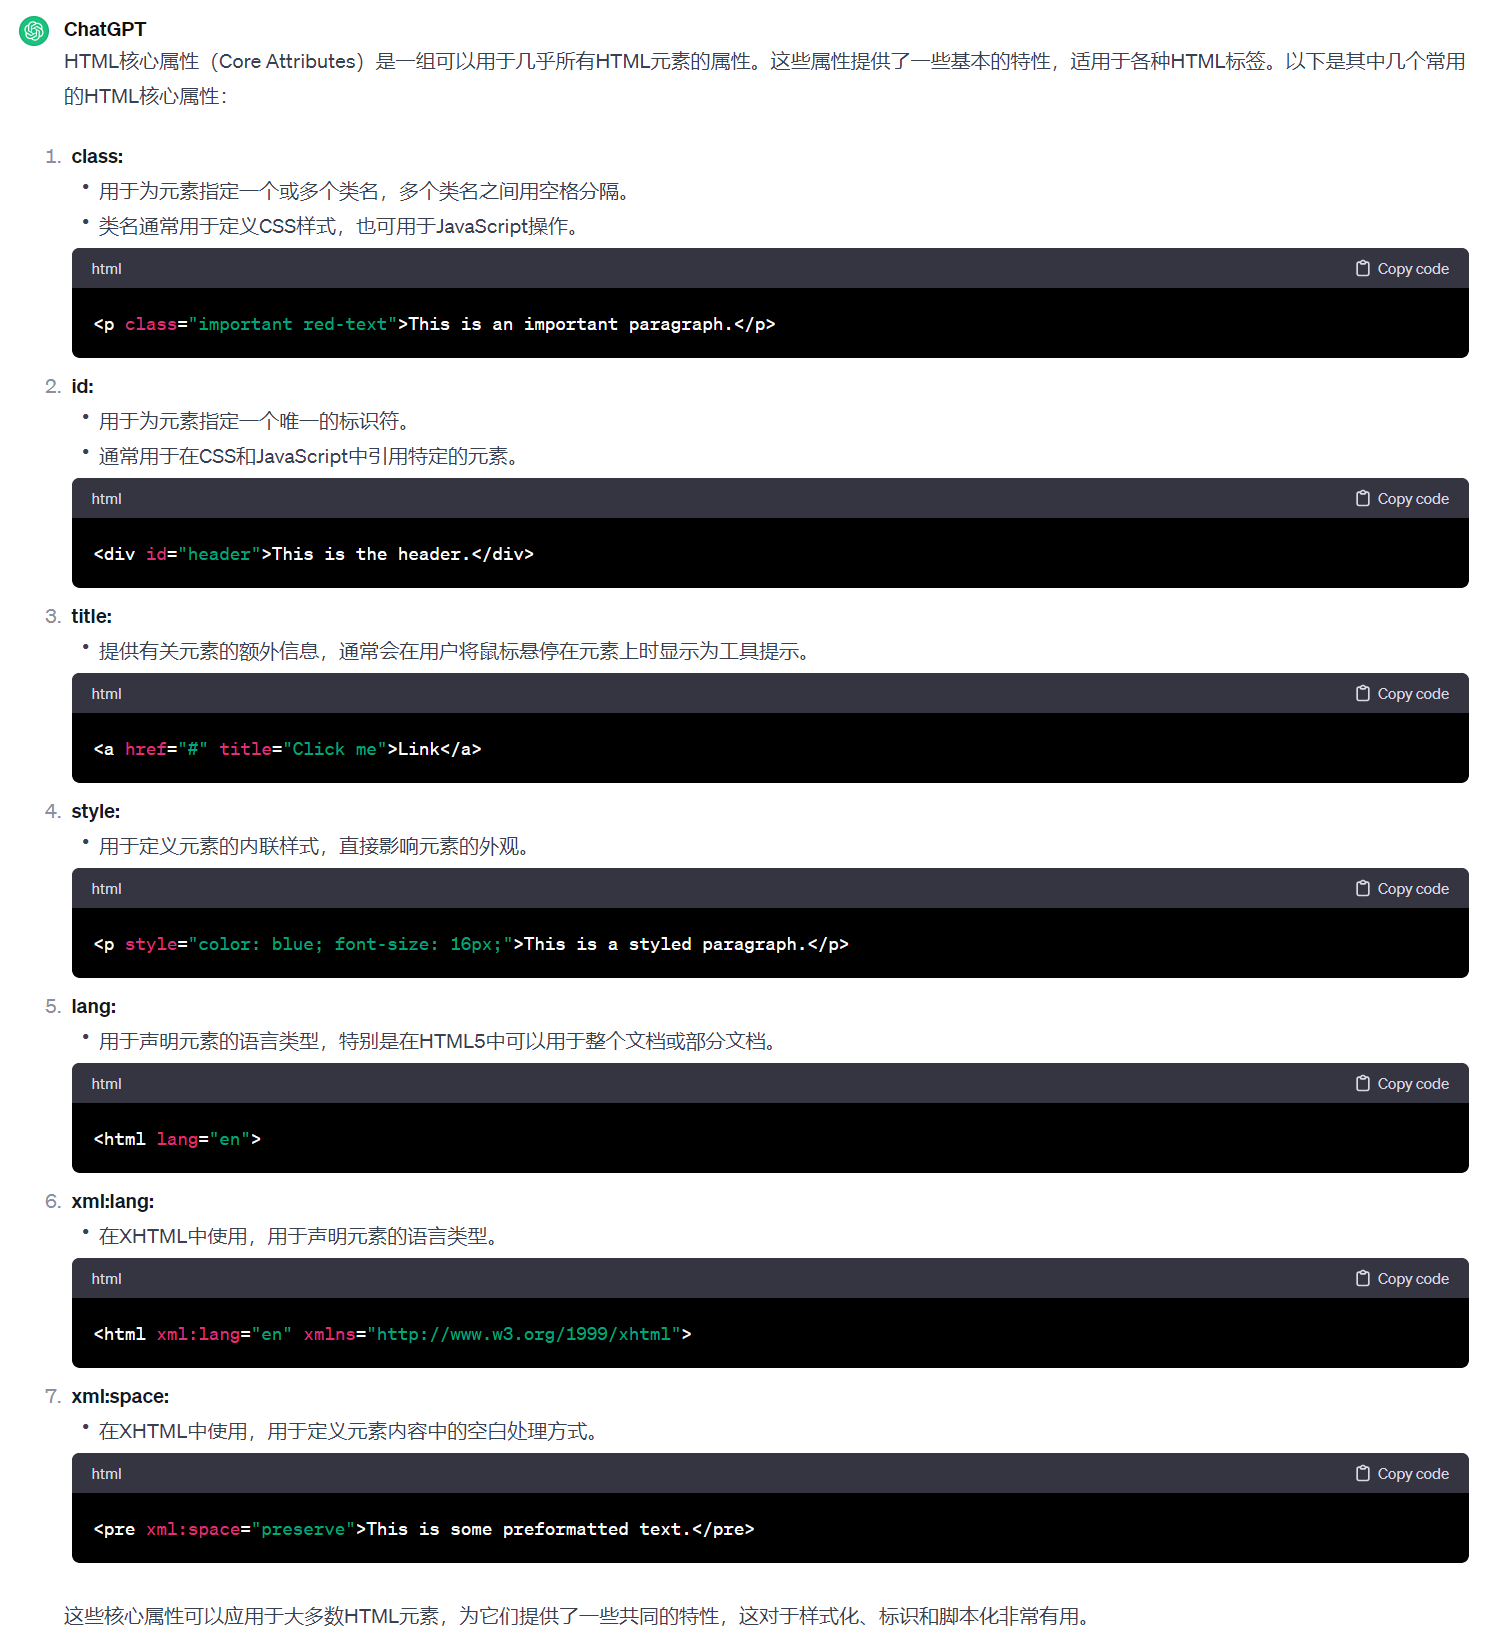 ChatGPT
HTML核心属性（Core Attributes）是一组可以用于几乎所有HTML元素的属性。这些属性提供了一些基本的特性，适用于各种HTML标签。以下是其中几个常用
的HTML核心属性：
1. class:
• 用于为元素指定一个或多个类名，多个类名之间用空格分隔。
• 类名通常用于定义CSS样式，也可用于JavaScript操作。
html Copy code
<p class="important red-text">This is an important paragraph.</p>
2. id:
• 用于为元素指定一个唯一的标识符。
• 通常用于在CSS和JavaScript中引用特定的元素。
html Copy code
<div id="header">This is the header.</div>
3. title:
• 提供有关元素的额外信息，通常会在用户将鼠标悬停在元素上时显示为工具提示。
html Copy code
<a href="#" title="Click me">Link</a>
4. style:
• 用于定义元素的内联样式，直接影响元素的外观。
html Copy code
<p style="color: blue; font-size: 16px;">This is a styled paragraph.</p>
5. lang:
• 用于声明元素的语言类型，特别是在HTML5中可以用于整个文档或部分文档。
html Copy code
<html lang="en">
6. xml:lang:
• 在XHTML中使用，用于声明元素的语言类型。
html Copy code
<html xml:lang="en" xmlns="http://www.w3.org/1999/xhtml">
7. xml:space:
• 在XHTML中使用，用于定义元素内容中的空白处理方式。
html Copy code
<pre xml:space="preserve">This is some preformatted text.</pre>
这些核心属性可以应用于大多数HTML元素，为它们提供了一些共同的特性，这对于样式化、标识和脚本化非常有用。